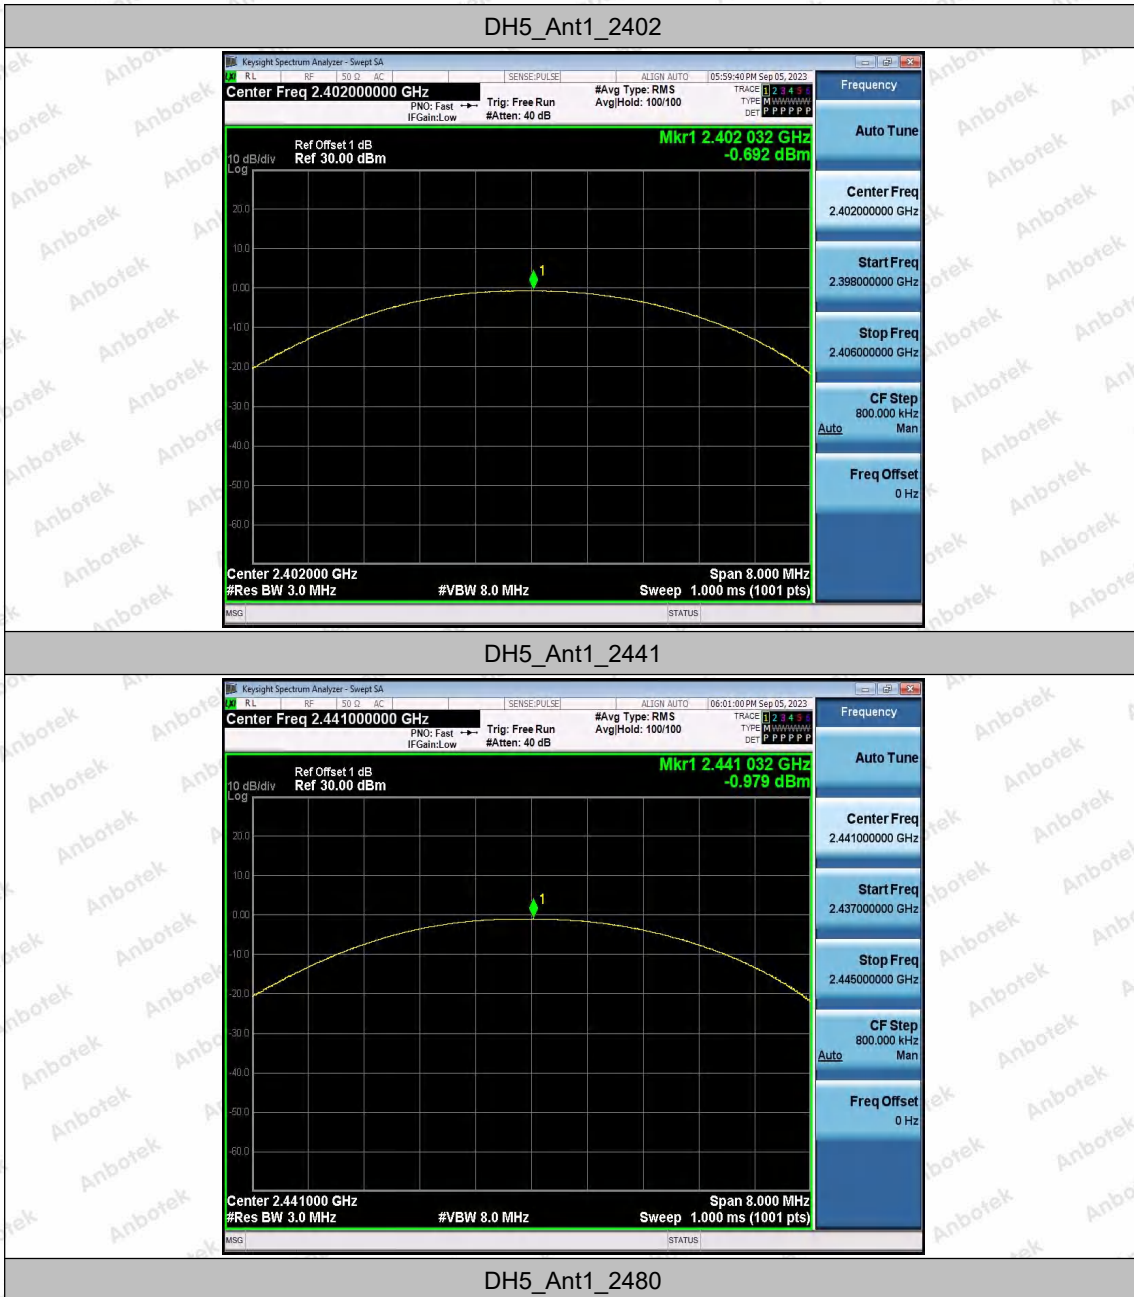 DH5_Ant1_2402
Keysight Spectrum Analyzer - Swept SA
RL RF 50 Ω AC SENSE:PULSE ALIGN AUTO 05:59:40 PM Sep 05, 2023
Center Freq 2.402000000 GHz
PNO: Fast
IFGain:Low
Trig: Free Run
#Atten: 40 dB
#Avg Type: RMS
Avg|Hold: 100/100
TRACE 1 2 3 4 5 6
TYPE M WWWWW
DET P P P P P P
Mkr1 2.402 032 GHz
-0.692 dBm
Ref Offset 1 dB
10 dB/div Ref 30.00 dBm
Log
20.0
10.0
0.00
-10.0
-20.0
-30.0
-40.0
-50.0
-60.0
1
Center 2.402000 GHz Span 8.000 MHz
#Res BW 3.0 MHz #VBW 8.0 MHz Sweep 1.000 ms (1001 pts)
MSG STATUS
Frequency
Auto Tune
Center Freq
2.402000000 GHz
Start Freq
2.398000000 GHz
Stop Freq
2.406000000 GHz
CF Step
800.000 kHz
Auto Man
Freq Offset
0 Hz
DH5_Ant1_2441
Keysight Spectrum Analyzer - Swept SA
RL RF 50 Ω AC SENSE:PULSE ALIGN AUTO 06:01:00 PM Sep 05, 2023
Center Freq 2.441000000 GHz
PNO: Fast
IFGain:Low
Trig: Free Run
#Atten: 40 dB
#Avg Type: RMS
Avg|Hold: 100/100
TRACE 1 2 3 4 5 6
TYPE M WWWWW
DET P P P P P P
Mkr1 2.441 032 GHz
-0.979 dBm
Ref Offset 1 dB
10 dB/div Ref 30.00 dBm
Log
20.0
10.0
0.00
-10.0
-20.0
-30.0
-40.0
-50.0
-60.0
1
Center 2.441000 GHz Span 8.000 MHz
#Res BW 3.0 MHz #VBW 8.0 MHz Sweep 1.000 ms (1001 pts)
MSG STATUS
Frequency
Auto Tune
Center Freq
2.441000000 GHz
Start Freq
2.437000000 GHz
Stop Freq
2.445000000 GHz
CF Step
800.000 kHz
Auto Man
Freq Offset
0 Hz
DH5_Ant1_2480
Anbotek